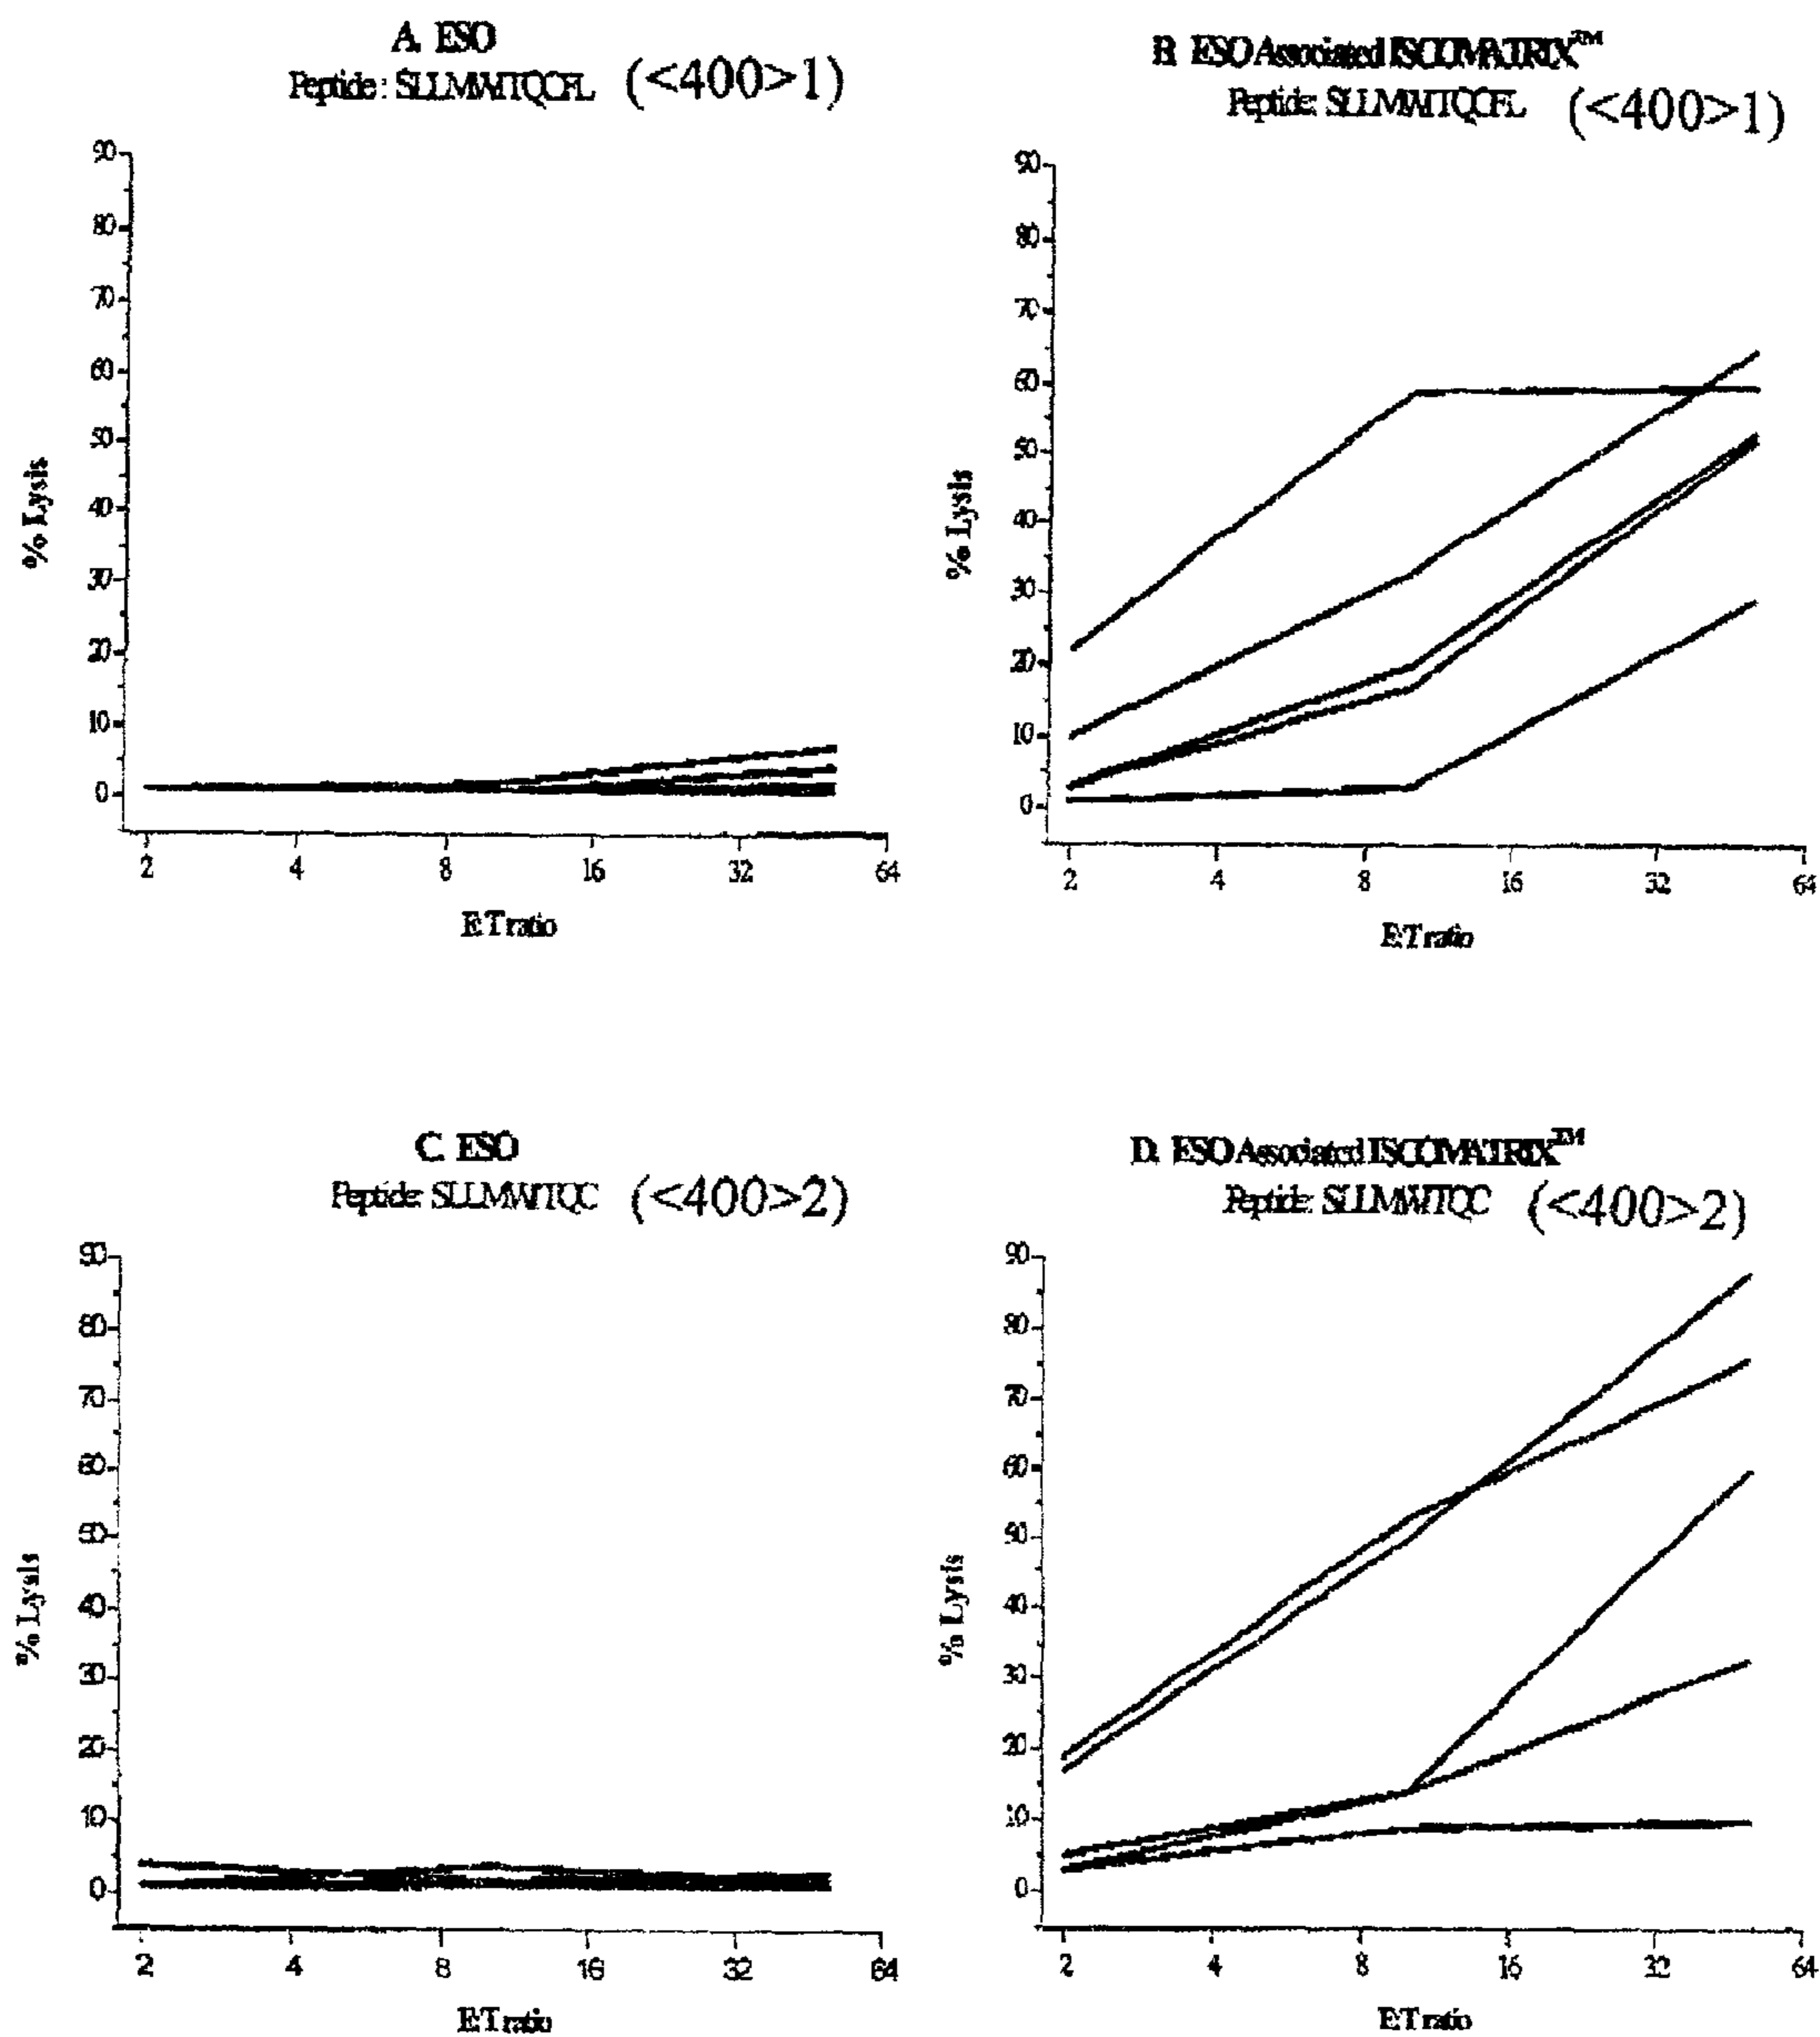 A. ESO
Peptide: SLLMWITQCFL (<400>1)
90
80
70
60
50
40
30
20
10
0
% Lysis
2 4 8 16 32 64
E:T ratio
B. ESO Associated ISCOMATRIX™
Peptide: SLLMWITQCFL (<400>1)
90
80
70
60
50
40
30
20
10
0
% Lysis
2 4 8 16 32 64
E:T ratio
C. ESO
Peptide: SLLMWITQC (<400>2)
90
80
70
60
50
40
30
20
10
0
% Lysis
2 4 8 16 32 64
E:T ratio
D. ESO Associated ISCOMATRIX™
Peptide: SLLMWITQC (<400>2)
90
80
70
60
50
40
30
20
10
0
% Lysis
2 4 8 16 32 64
E:T ratio